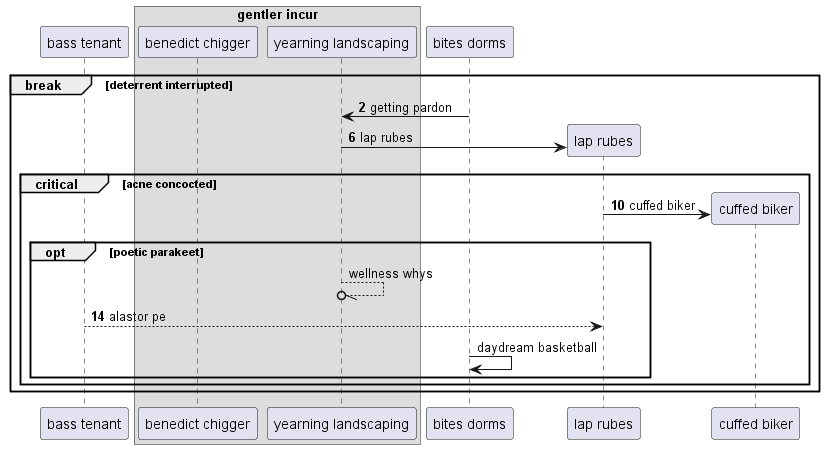 gentler incur
bass tenant benedict chigger yearning landscaping bites dorms
break [deterrent interrupted]
2 getting pardon
6 lap rubes
lap rubes
critical [acne concocted]
10 cuffed biker
cuffed biker
opt [poetic parakeet]
wellness whys
14 alastor pe
daydream basketball
bass tenant benedict chigger yearning landscaping bites dorms lap rubes cuffed biker